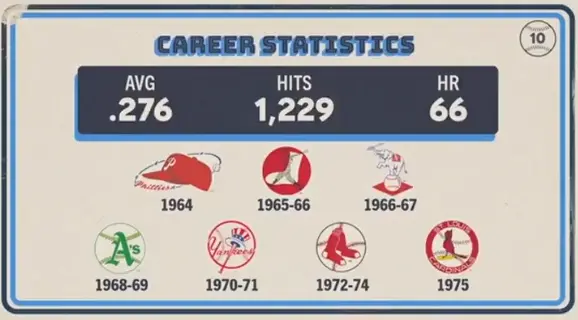 CAREER STATISTICS
10
AVG HITS HR
.276 1,229 66
P
Phillies
1964 1965-66 1966-67
A's Yankees ST. LOUIS
CARDINALS
1968-69 1970-71 1972-74 1975